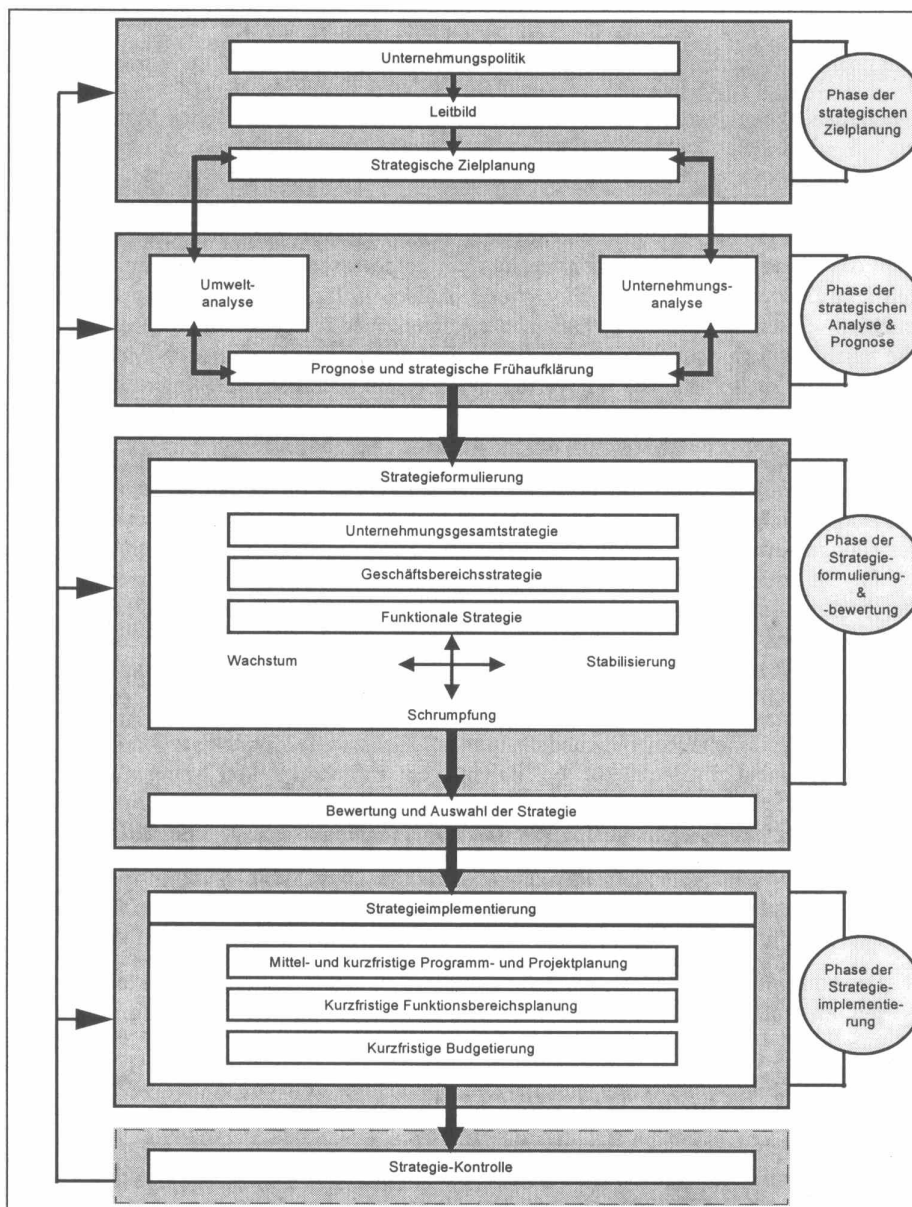 Unternehmungspolitik
Leitbild
Strategische Zielplanung
Phase der
strategischen
Zielplanung
Umwelt-
analyse
Unternehmungs-
analyse
Prognose und strategische Frühaufklärung
Phase der
strategischen
Analyse &
Prognose
Strategieformulierung
Unternehmungsgesamtstrategie
Geschäftsbereichsstrategie
Funktionale Strategie
Wachstum
Stabilisierung
Schrumpfung
Bewertung und Auswahl der Strategie
Phase der
Strategie-
formulierung-
&
-bewertung
Strategieimplementierung
Mittel- und kurzfristige Programm- und Projektplanung
Kurzfristige Funktionsbereichsplanung
Kurzfristige Budgetierung
Phase der
Strategie-
implementie-
rung
Strategie-Kontrolle